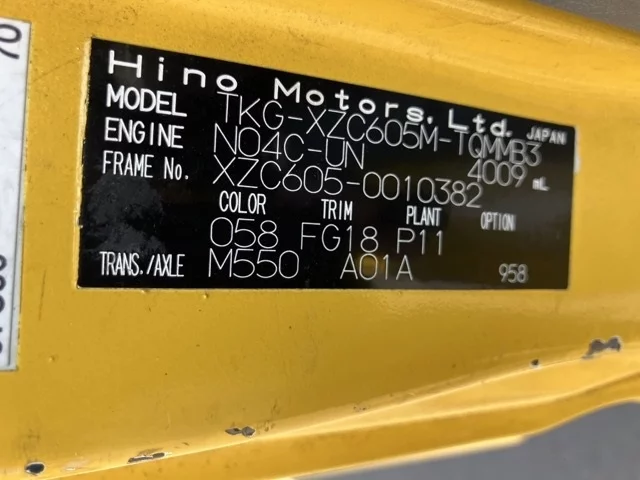 Hino Motors, Ltd. JAPAN
MODEL TKG-XZC605M-TQMMB3
ENGINE N04C-UN 4009 mL
FRAME No. XZC605-0010382
COLOR TRIM PLANT OPTION
058 FG18 P11
TRANS./AXLE M550 A01A 958